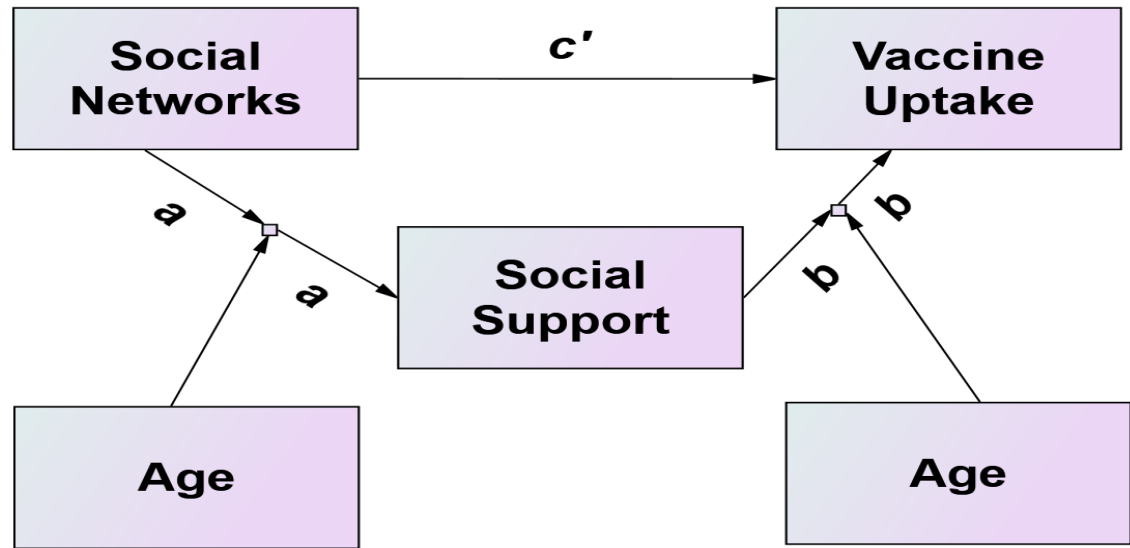 Social
Networks
c'
Vaccine
Uptake
a
b
a
Social
Support
b
Age
Age